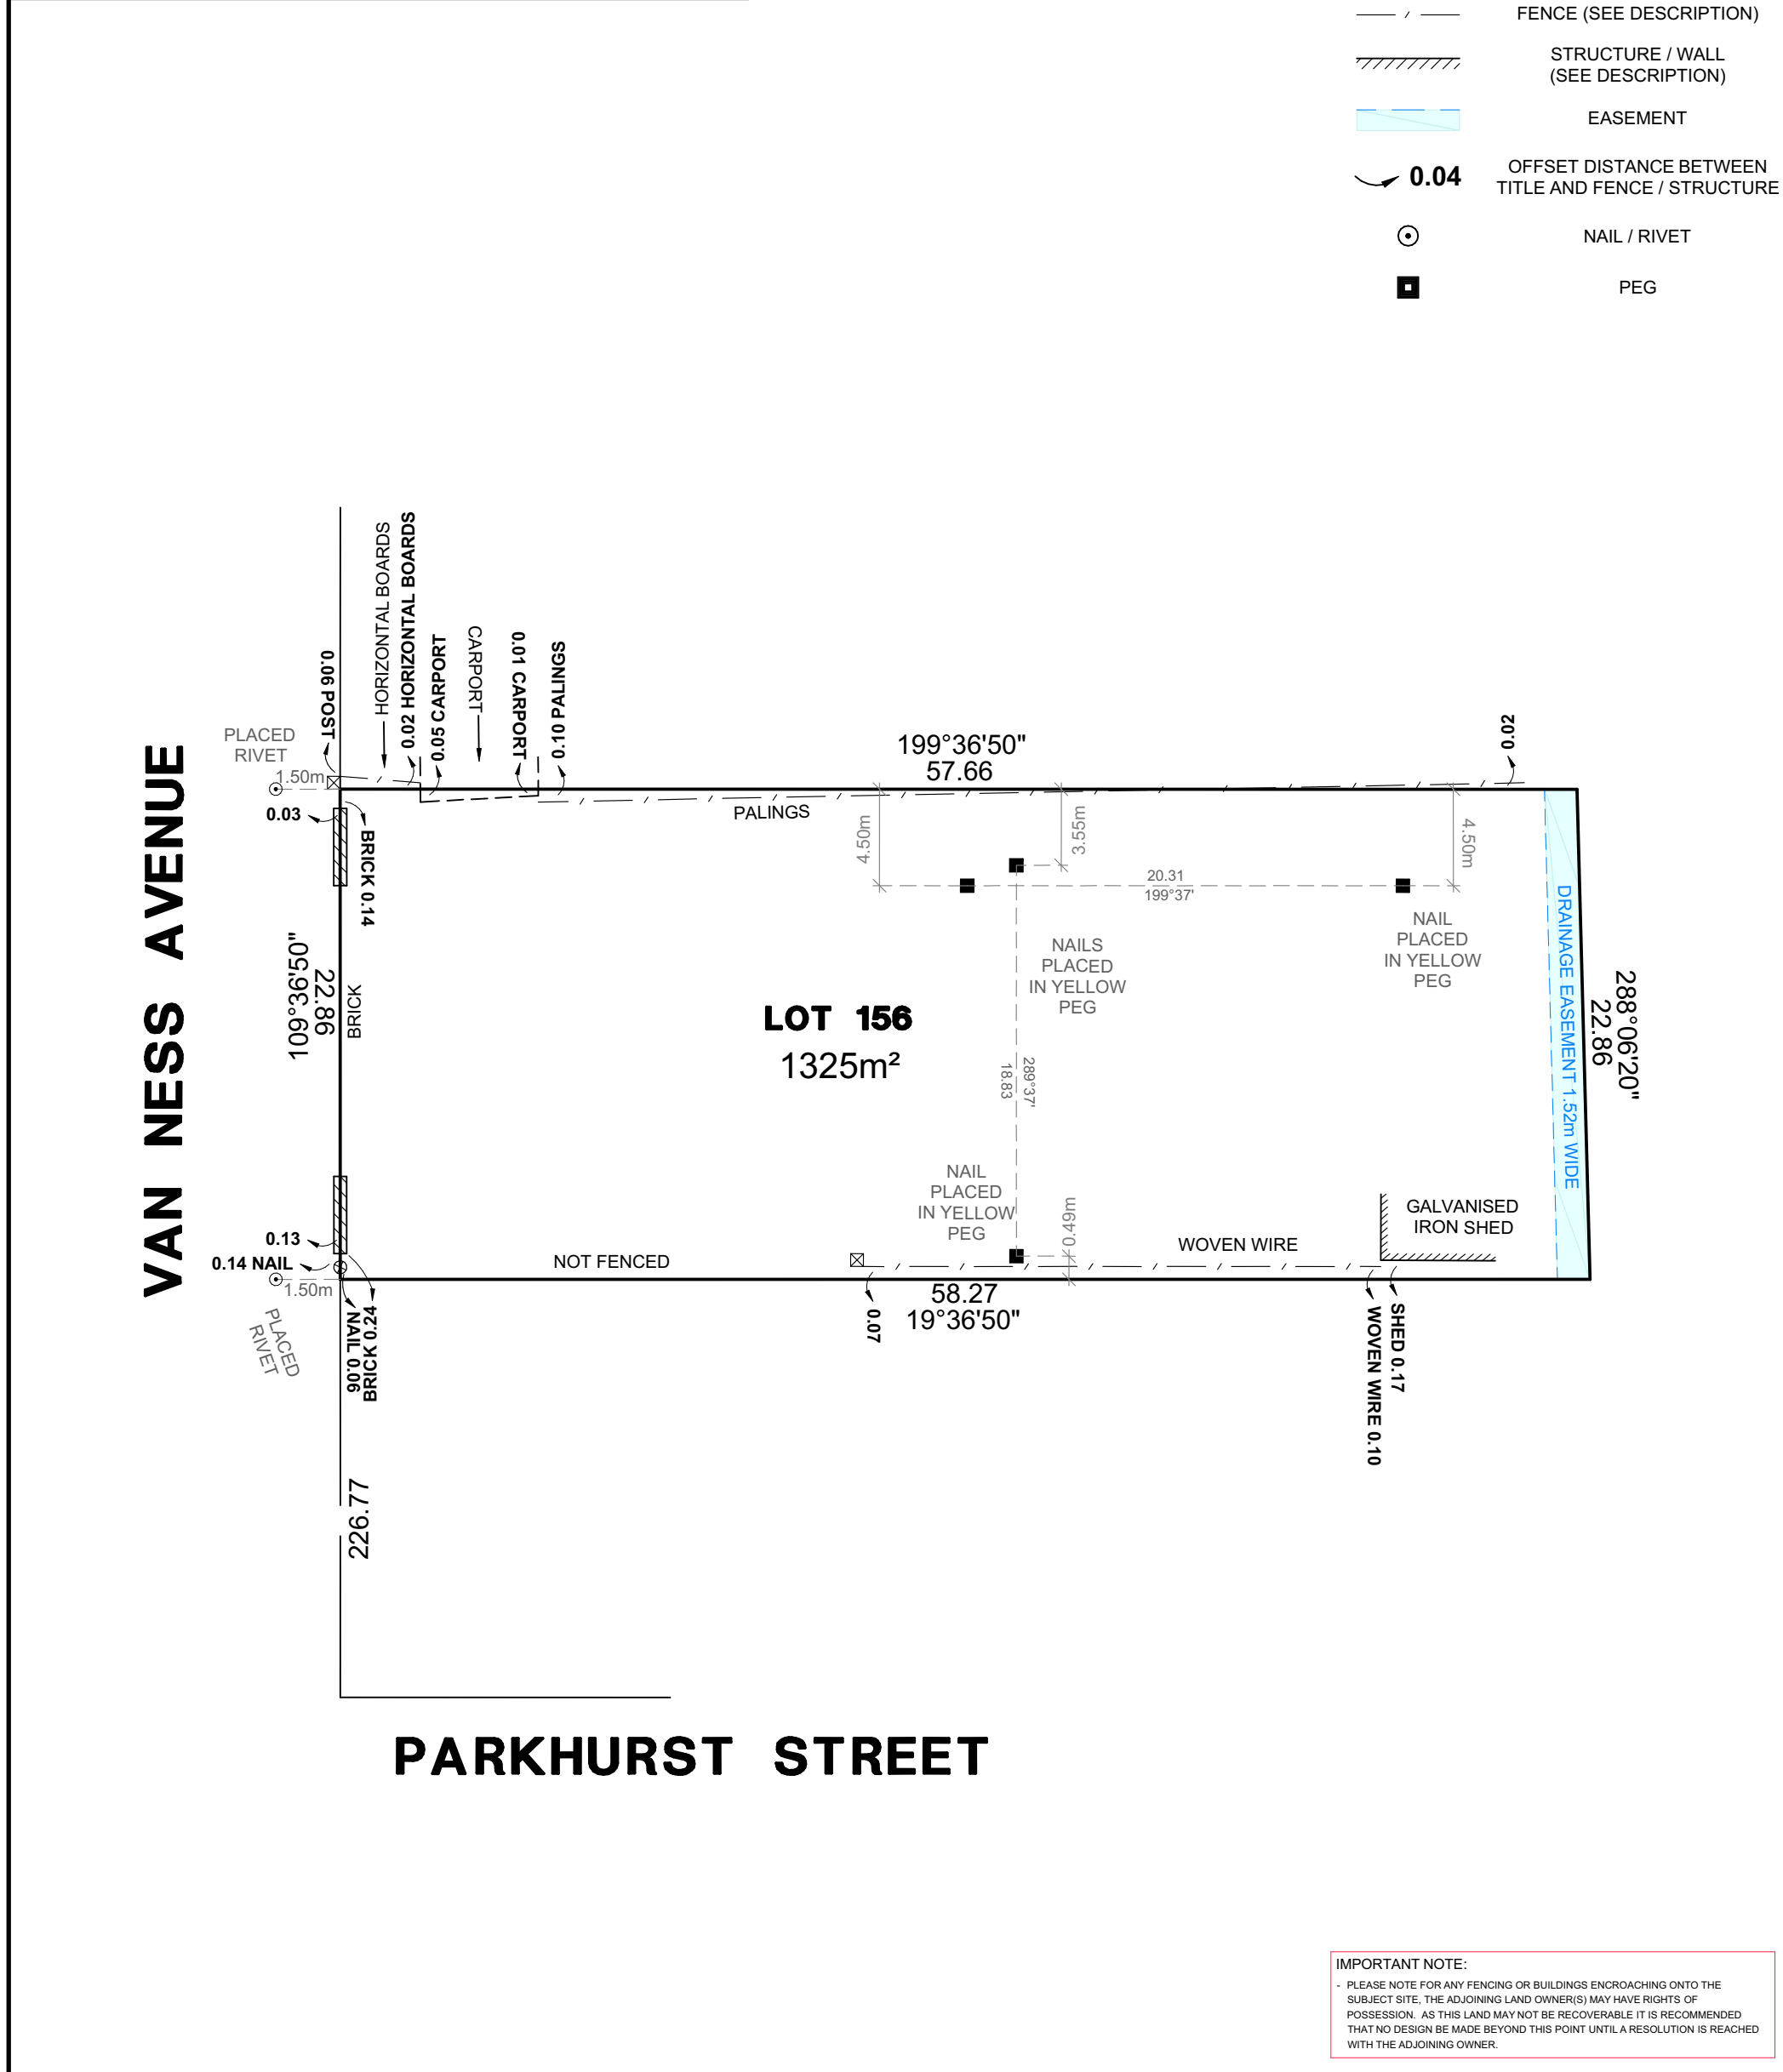 FENCE (SEE DESCRIPTION)
STRUCTURE / WALL
(SEE DESCRIPTION)
EASEMENT
0.04
OFFSET DISTANCE BETWEEN
TITLE AND FENCE / STRUCTURE
NAIL / RIVET
PEG
HORIZONTAL BOARDS
0.02 HORIZONTAL BOARDS
0.06 POST
0.05 CARPORT
CARPORT
0.01 CARPORT
0.10 PALINGS
PLACED
RIVET
1.50m
199°36'50"
57.66
0.02
0.03
BRICK 0.14
PALINGS
4.50m
3.55m
4.50m
20.31
199°37'
NAIL
PLACED
IN YELLOW
PEG
NAILS
PLACED
IN YELLOW
PEG
VAN NESS AVENUE
109°36'50"
22.86
BRICK
LOT 156
1325m²
289°37'
18.83
DRAINAGE EASEMENT 1.52m WIDE
288°06'20"
22.86
NAIL
PLACED
IN YELLOW
PEG
0.49m
GALVANISED
IRON SHED
WOVEN WIRE
0.13
0.14 NAIL
NOT FENCED
1.50m
PLACED
RIVET
NAIL 0.06
BRICK 0.24
0.07
58.27
19°36'50"
SHED 0.17
WOVEN WIRE 0.10
226.77
PARKHURST STREET
IMPORTANT NOTE:
- PLEASE NOTE FOR ANY FENCING OR BUILDINGS ENCROACHING ONTO THE
SUBJECT SITE, THE ADJOINING LAND OWNER(S) MAY HAVE RIGHTS OF
POSSESSION. AS THIS LAND MAY NOT BE RECOVERABLE IT IS RECOMMENDED
THAT NO DESIGN BE MADE BEYOND THIS POINT UNTIL A RESOLUTION IS REACHED
WITH THE ADJOINING OWNER.